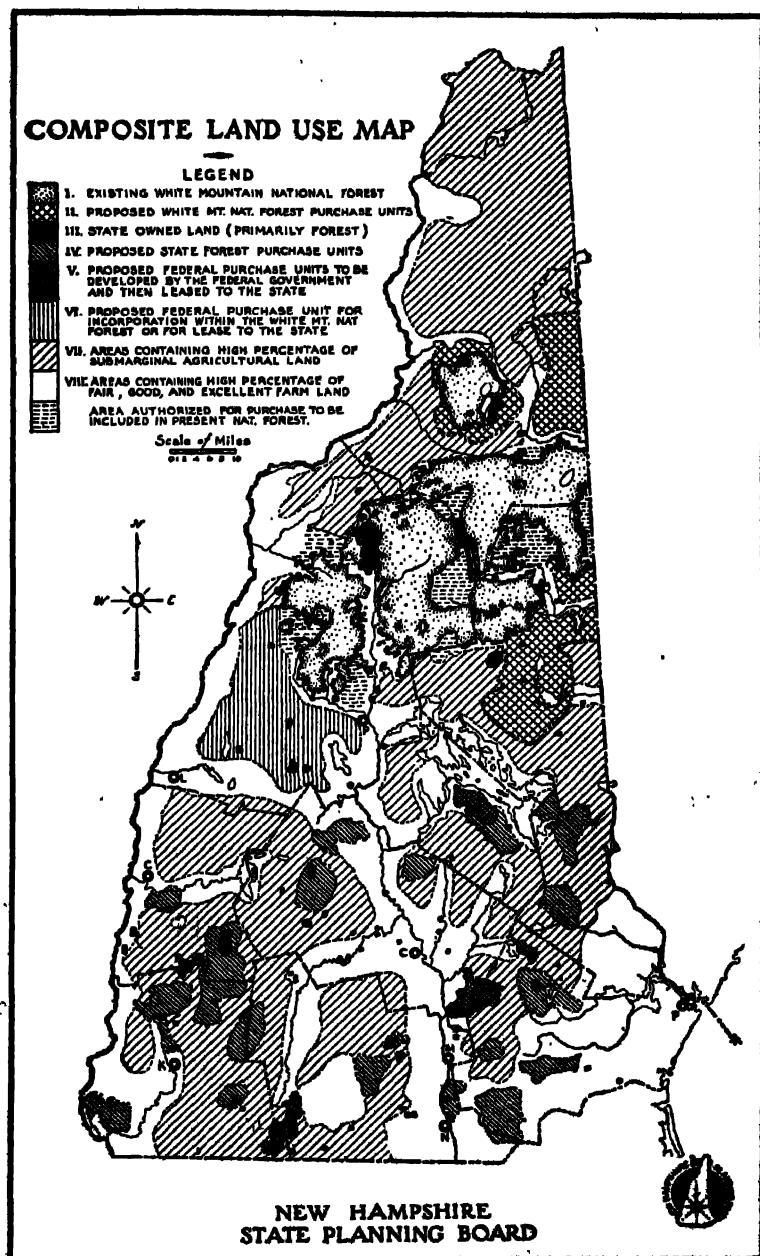 COMPOSITE LAND USE MAP
LEGEND
I. EXISTING WHITE MOUNTAIN NATIONAL FOREST
II. PROPOSED WHITE MT. NAT. FOREST PURCHASE UNITS
III. STATE OWNED LAND (PRIMARILY FOREST)
IV. PROPOSED STATE FOREST PURCHASE UNITS
V. PROPOSED FEDERAL PURCHASE UNITS TO BE
DEVELOPED BY THE FEDERAL GOVERNMENT
AND THEN LEASED TO THE STATE
VI. PROPOSED FEDERAL PURCHASE UNIT FOR
INCORPORATION WITHIN THE WHITE MT. NAT
FOREST OR FOR LEASE TO THE STATE
VII. AREAS CONTAINING HIGH PERCENTAGE OF
SUBMARGINAL AGRICULTURAL LAND
VIII. AREAS CONTAINING HIGH PERCENTAGE OF
FAIR, GOOD, AND EXCELLENT FARM LAND
AREA AUTHORIZED FOR PURCHASE TO BE
INCLUDED IN PRESENT NAT. FOREST.
Scale of Miles
N
W E
S
L
C
C
K
M
N
P
NEW HAMPSHIRE
STATE PLANNING BOARD